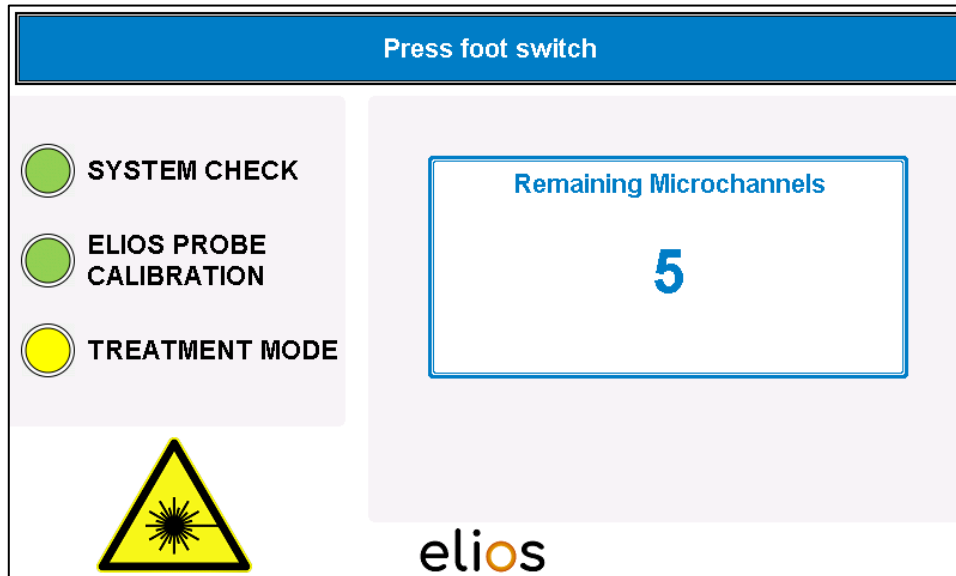 Press foot switch
SYSTEM CHECK
ELIOS PROBE
CALIBRATION
TREATMENT MODE
Remaining Microchannels
5
elios